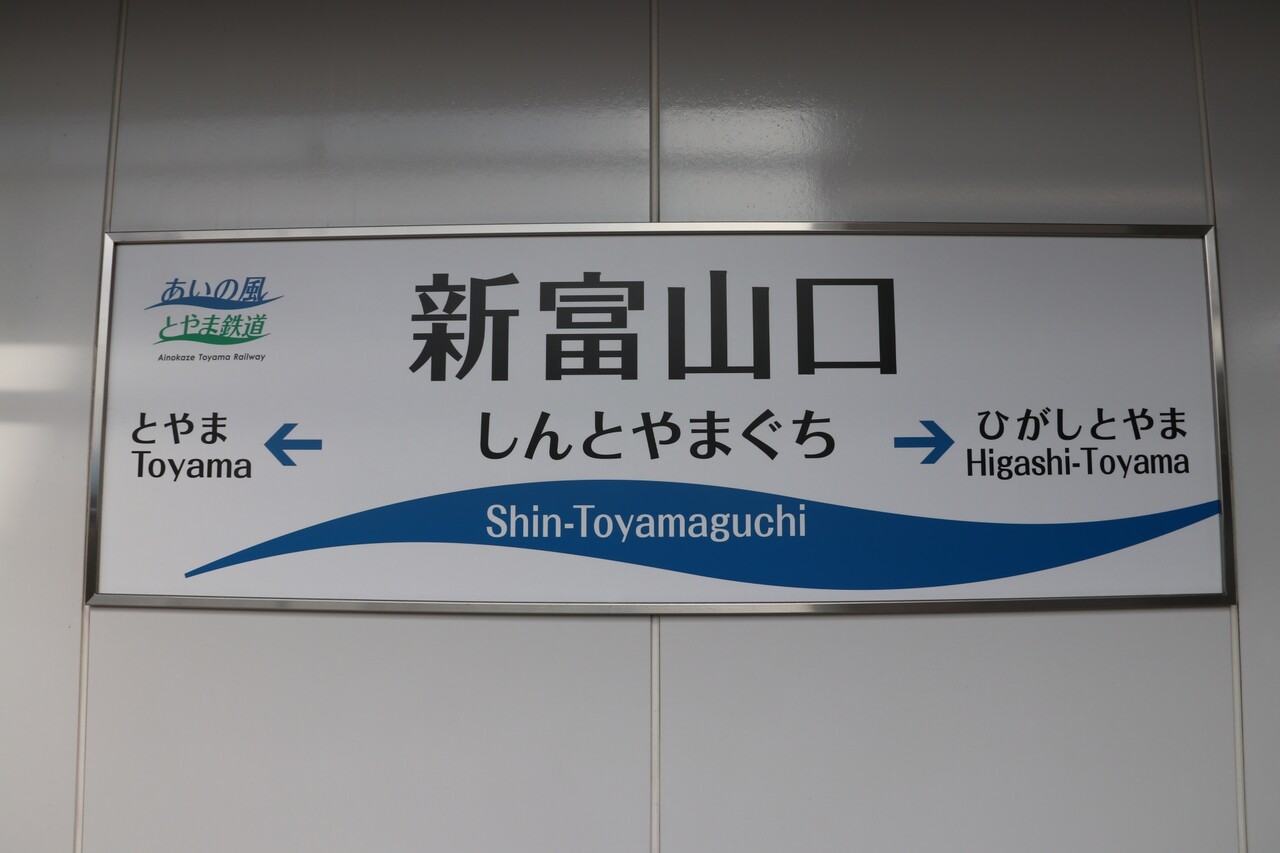 あいの風
とやま鉄道
Ainokaze Toyama Railway
新富山口
しんとやまぐち
とやま
Toyama
ひがしとやま
Higashi-Toyama
Shin-Toyamaguchi